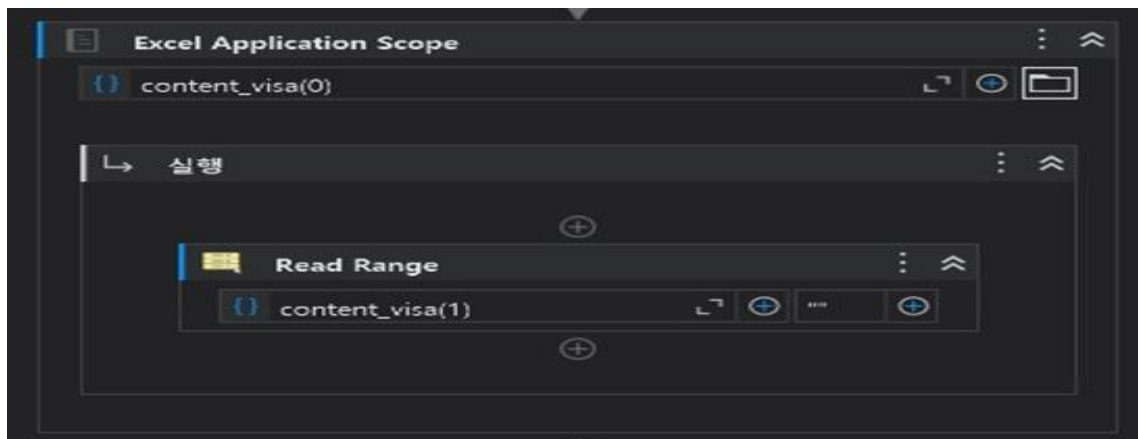 Excel Application Scope
{} content_visa(0)
실행
Read Range
{} content_visa(1) ""